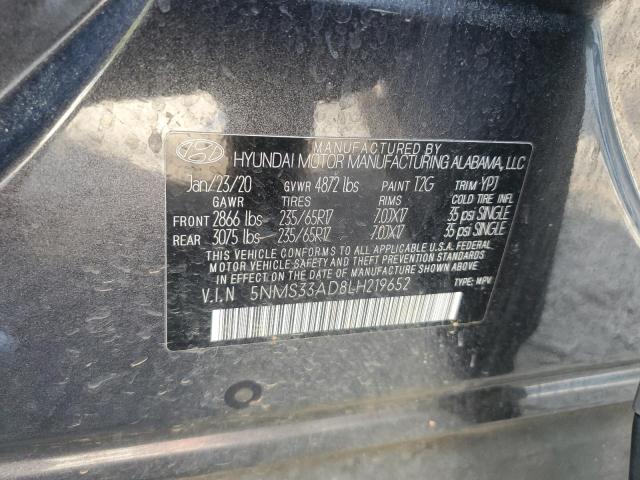 MANUFACTURED BY
HYUNDAI MOTOR MANUFACTURING ALABAMA, LLC
Jan/23/20 GVWR 4872 lbs PAINT T2G TRIM YPJ
GAWR TIRES RIMS COLD TIRE INFL
FRONT 2866 lbs 235/65R17 7.0JX17 35 psi SINGLE
REAR 3075 lbs 235/65R17 7.0JX17 35 psi SINGLE
THIS VEHICLE CONFORMS TO ALL APPLICABLE U.S.A. FEDERAL
MOTOR VEHICLE SAFETY AND THEFT PREVENTION STANDARDS
IN EFFECT ON THE DATE OF MANUFACTURE SHOWN ABOVE
V.I.N 5NMS33AD8LH219652 TYPE: MPV